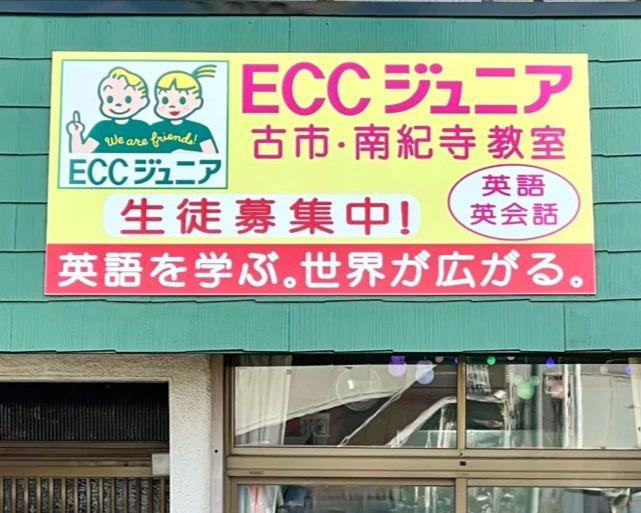 We are friends!
ECCジュニア
ECCジュニア
古市・南紀寺教室
生徒募集中!
英語
英会話
英語を学ぶ。世界が広がる。